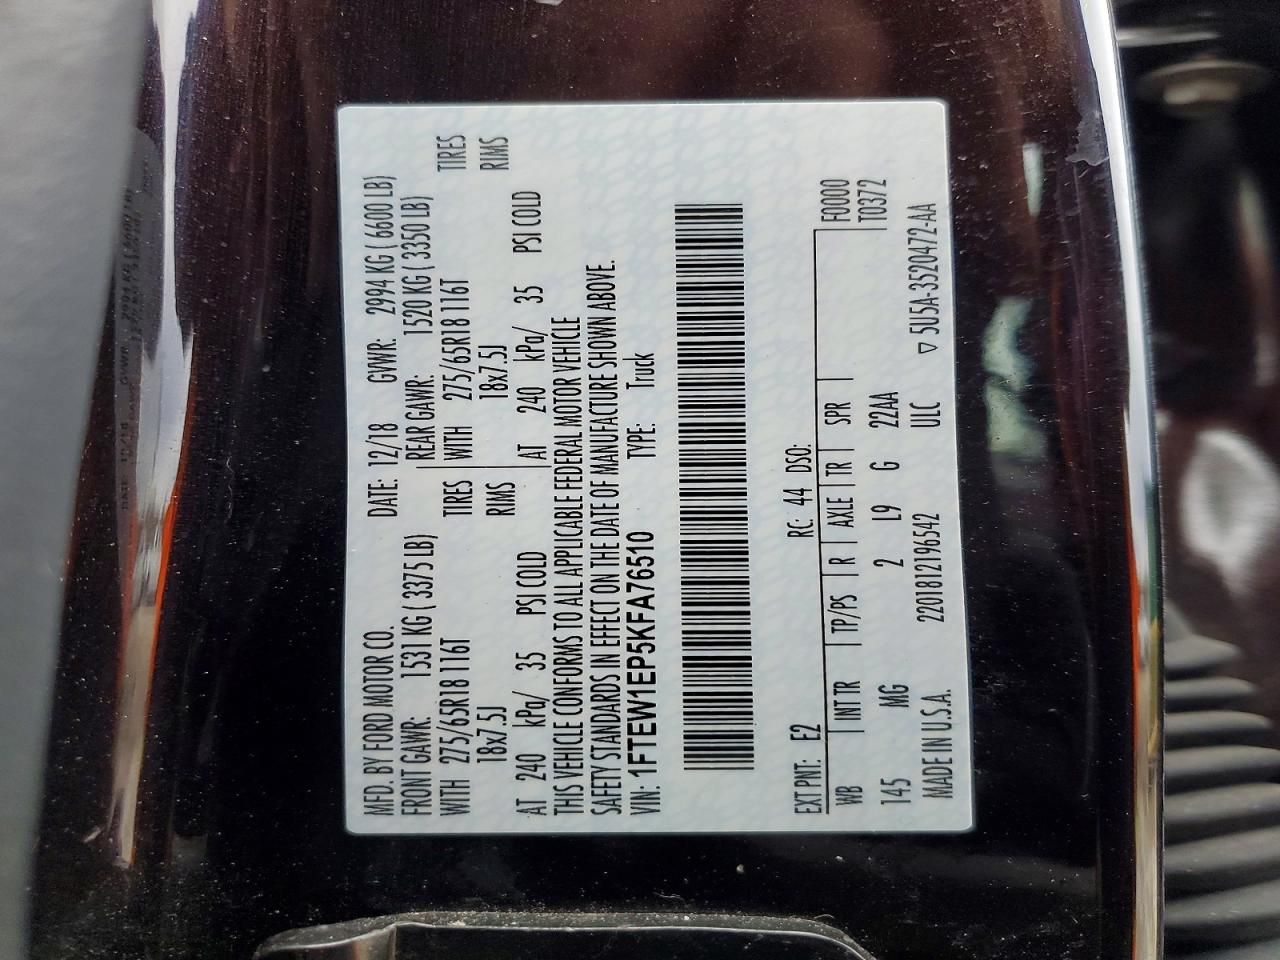 MFD. BY FORD MOTOR CO.
DATE: 12/18 GVWR: 2994 KG ( 6600 LB)
FRONT GAWR: 1531 KG ( 3375 LB)
REAR GAWR: 1520 KG ( 3350 LB)
WITH 275/65R18 116T TIRES
WITH 275/65R18 116T TIRES
18x7.5J RIMS
18x7.5J RIMS
AT 240 kPa/ 35 PSI COLD
AT 240 kPa/ 35 PSI COLD
THIS VEHICLE CONFORMS TO ALL APPLICABLE FEDERAL MOTOR VEHICLE
SAFETY STANDARDS IN EFFECT ON THE DATE OF MANUFACTURE SHOWN ABOVE.
VIN: 1FTEW1EP5KFA76510 TYPE: Truck
EXT PNT: E2 RC: 44 DSO: F0000
WB INT TR TP/PS R AXLE TR SPR T0372
145 MG 2 L9 G 22AA
MADE IN U.S.A. 2201812196542 ULC ▽ 5U5A-3520472-AA